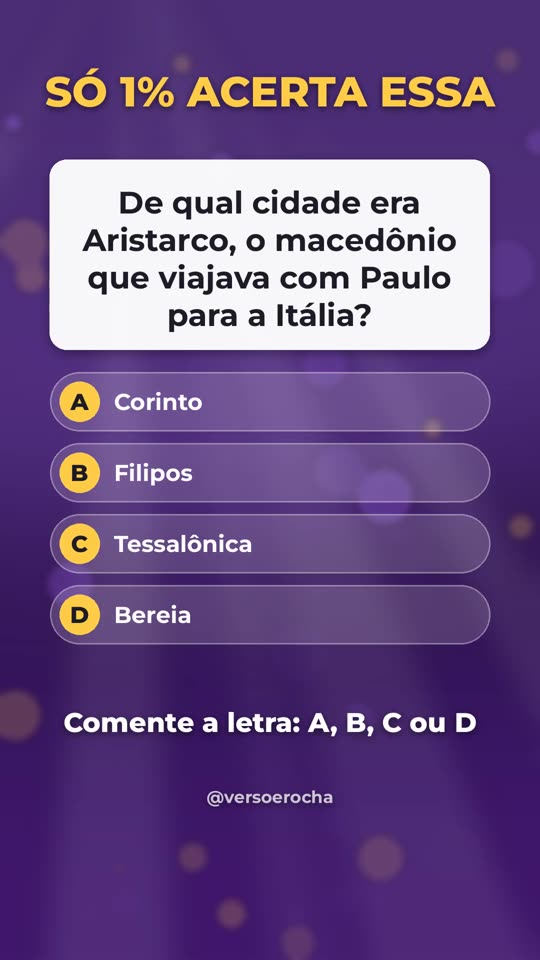 SÓ 1% ACERTA ESSA
De qual cidade era
Aristarco, o macedônio
que viajava com Paulo
para a Itália?
A Corinto
B Filipos
C Tessalônica
D Bereia
Comente a letra: A, B, C ou D
@versoerocha